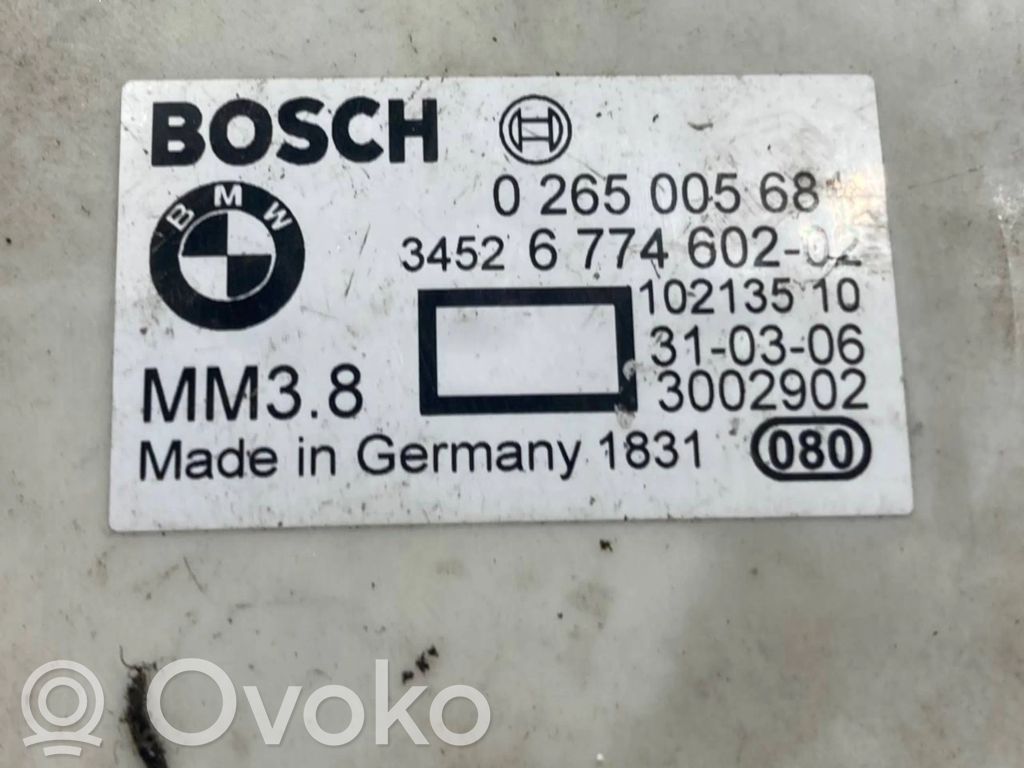 BOSCH
0 265 005 68
BMW
3452 6 774 602-02
102135 10
31-03-06
MM3.8
3002902
Made in Germany 1831 080
Ovoko